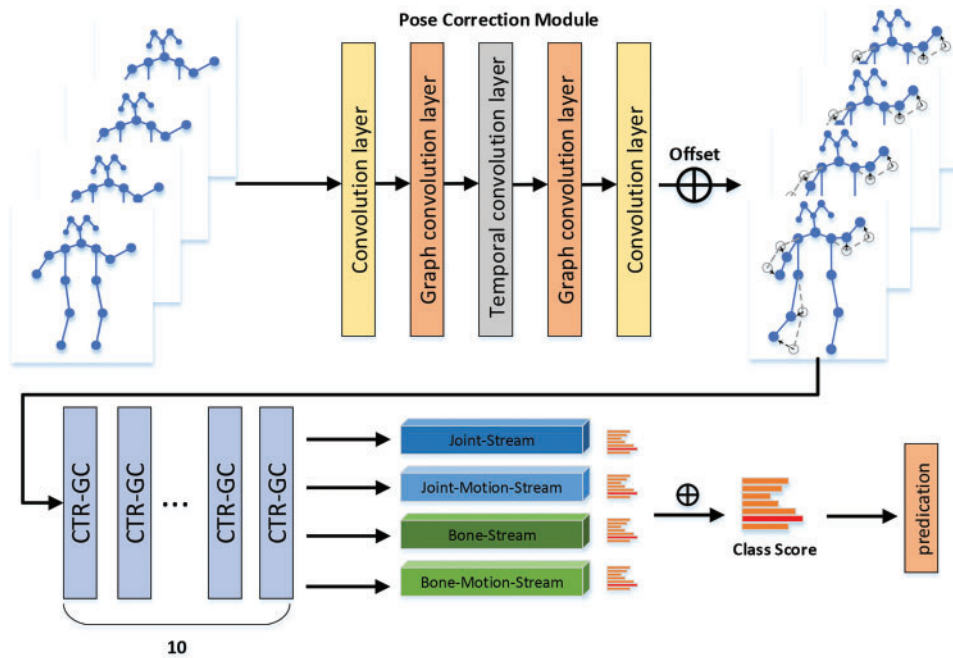 Pose Correction Module
Convolution layer
Graph convolution layer
Temporal convolution layer
Graph convolution layer
Convolution layer
Offset
CTR-GC
CTR-GC
...
CTR-GC
CTR-GC
10
Joint-Stream
Joint-Motion-Stream
Bone-Stream
Bone-Motion-Stream
Class Score
predication